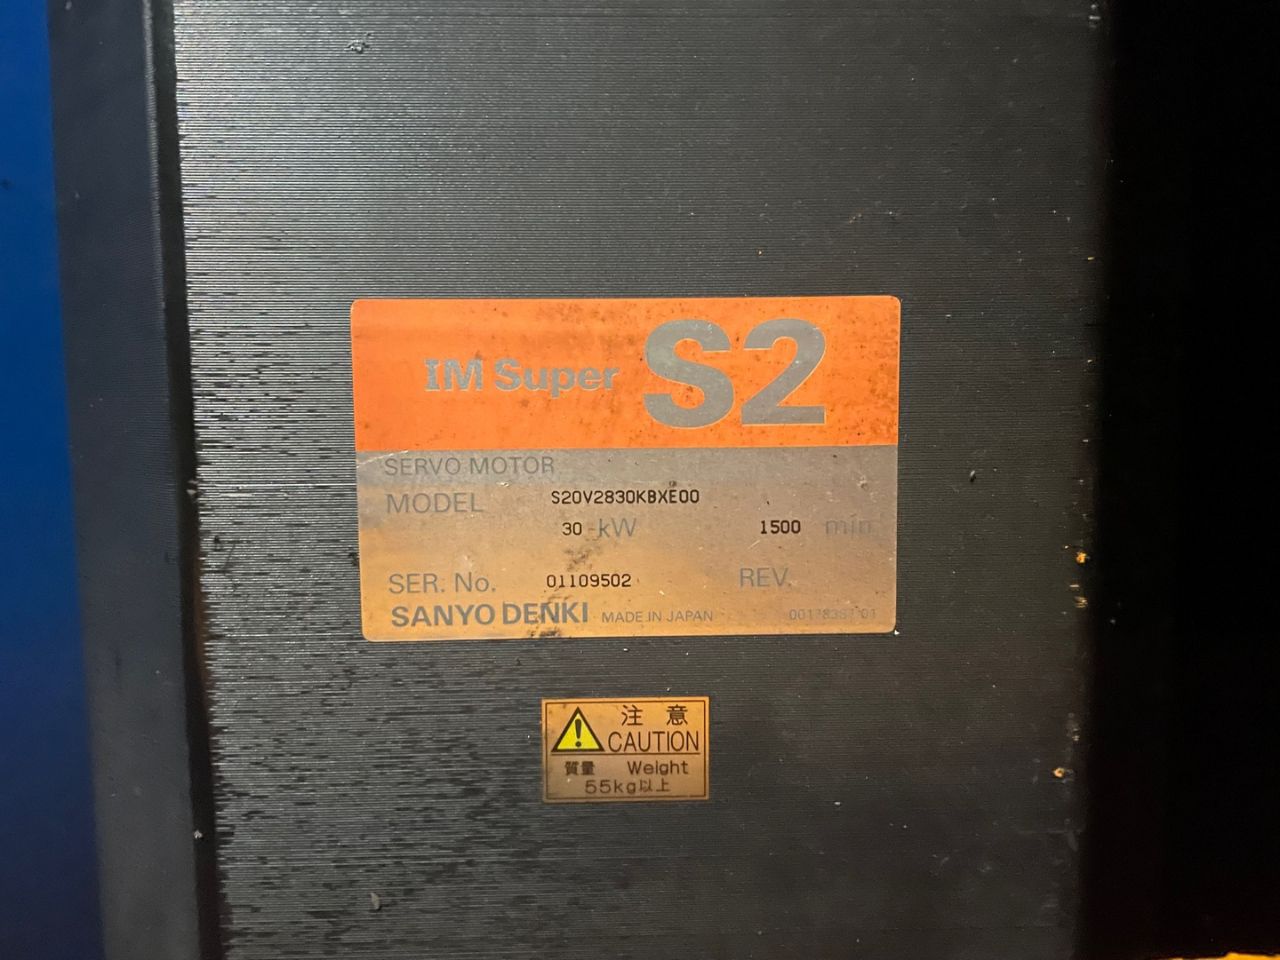 IM Super S2
SERVO MOTOR
MODEL S20V2830KBXE00
30 kW 1500 min
SER. No. 01109502 REV.
SANYO DENKI MADE IN JAPAN
注意
CAUTION
質量 Weight
55kg以上